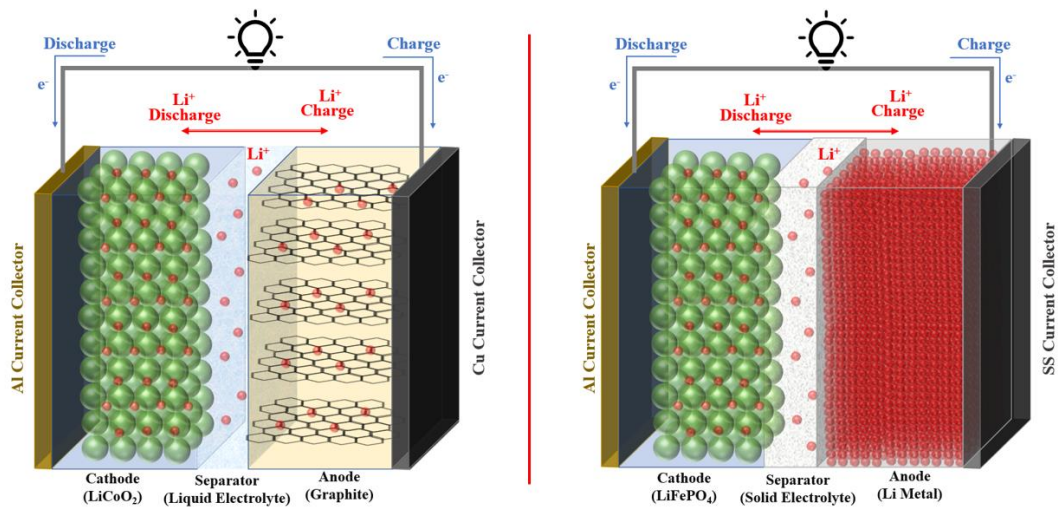 Discharge
Charge
e⁻
e⁻
Li⁺
Discharge
Li⁺
Charge
Li⁺
Al Current Collector
Cu Current Collector
Cathode
(LiCoO₂)
Separator
(Liquid Electrolyte)
Anode
(Graphite)
Discharge
Charge
e⁻
e⁻
Li⁺
Discharge
Li⁺
Charge
Li⁺
Al Current Collector
SS Current Collector
Cathode
(LiFePO₄)
Separator
(Solid Electrolyte)
Anode
(Li Metal)